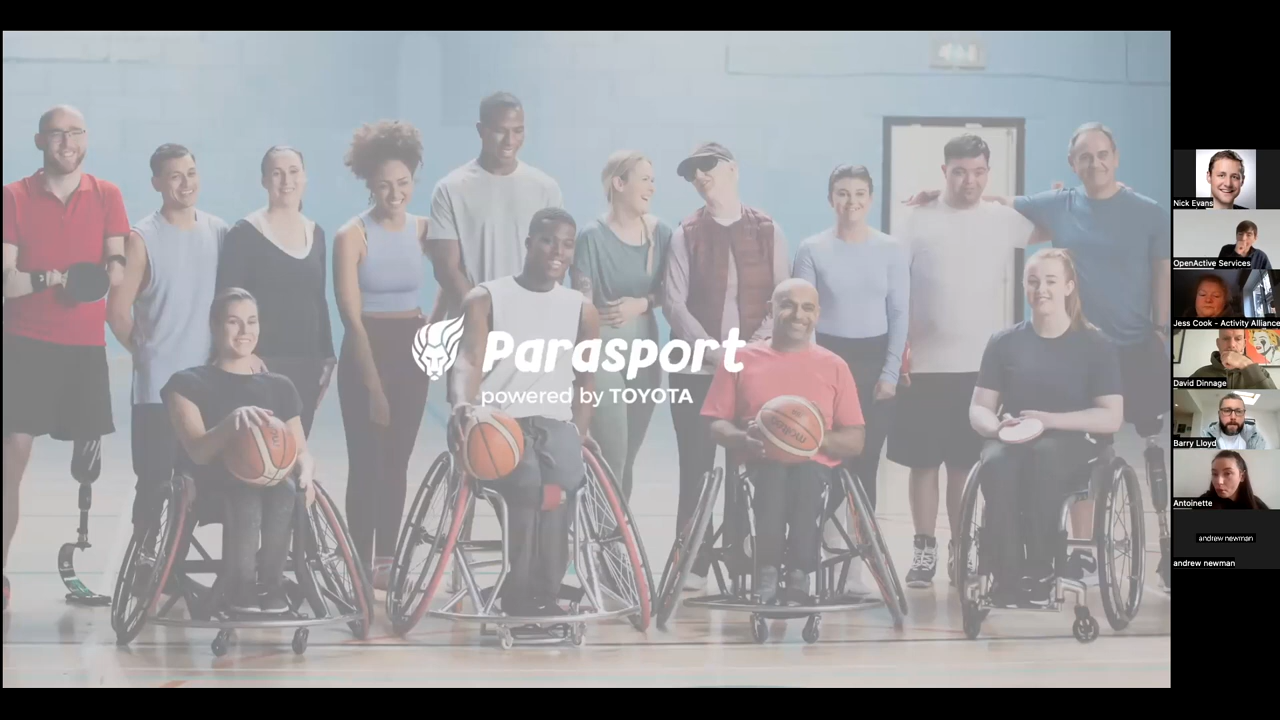 Parasport
powered by TOYOTA
molten
Nick Evans
OpenActive Services
Jess Cook - Activity Alliance
David Dinnage
Barry Lloyd
Antoinette
andrew newman
andrew newman